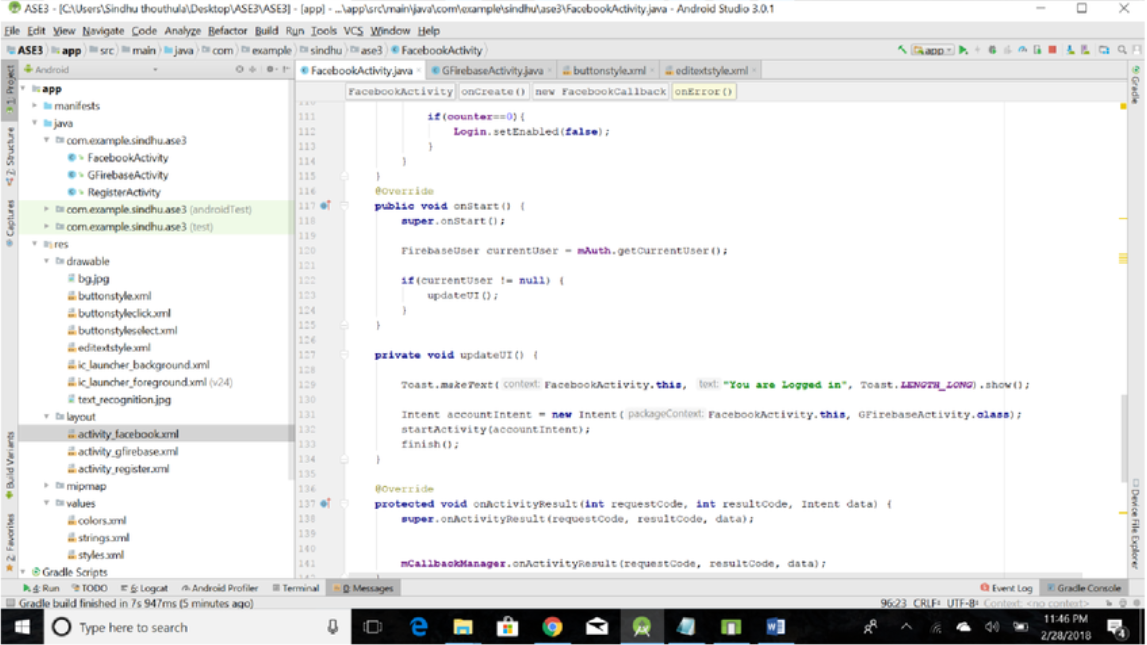 ASE3 - [C:\Users\Sindhu thouthula\Desktop\ASE3\ASE3] - [app] - ...\app\src\main\java\com\example\sindhu\ase3\FacebookActivity.java - Android Studio 3.0.1
File Edit View Navigate Code Analyze Refactor Build Run Tools VCS Window Help
ASE3 app src main java com example sindhu ase3 FacebookActivity
app
Android
FacebookActivity.java GFirebaseActivity.java buttonstyle.xml editextstyle.xml
FacebookActivity onCreate() new FacebookCallback onError()
1: Project
Z: Structure
Captures
Build Variants
2: Favorites
Gradle
Device File Explorer
app
manifests
java
com.example.sindhu.ase3
FacebookActivity
GFirebaseActivity
RegisterActivity
com.example.sindhu.ase3 (androidTest)
com.example.sindhu.ase3 (test)
res
drawable
bg.jpg
buttonstyle.xml
buttonstyleclick.xml
buttonstyleselect.xml
editextstyle.xml
ic_launcher_background.xml
ic_launcher_foreground.xml (v24)
text_recognition.jpg
layout
activity_facebook.xml
activity_gfirebase.xml
activity_register.xml
mipmap
values
colors.xml
strings.xml
styles.xml
Gradle Scripts
111 if(counter==0){
112 Login.setEnabled(false);
113 }
114 }
115 }
116 @Override
117 public void onStart() {
118 super.onStart();
119
120 FirebaseUser currentUser = mAuth.getCurrentUser();
121
122 if(currentUser != null) {
123 updateUI();
124 }
125 }
126
127 private void updateUI() {
128
129 Toast.makeText( context: FacebookActivity.this, text: "You are Logged in", Toast.LENGTH_LONG).show();
130
131 Intent accountIntent = new Intent( packageContext: FacebookActivity.this, GFirebaseActivity.class);
132 startActivity(accountIntent);
133 finish();
134 }
135
136 @Override
137 protected void onActivityResult(int requestCode, int resultCode, Intent data) {
138 super.onActivityResult(requestCode, resultCode, data);
139
140
141 mCallbackManager.onActivityResult(requestCode, resultCode, data);
4: Run TODO 6: Logcat Android Profiler Terminal 0: Messages Event Log Gradle Console
Gradle build finished in 7s 947ms (5 minutes ago) 96:23 CRLF UTF-8 Context: <no context>
Type here to search
11:46 PM
2/28/2018
4